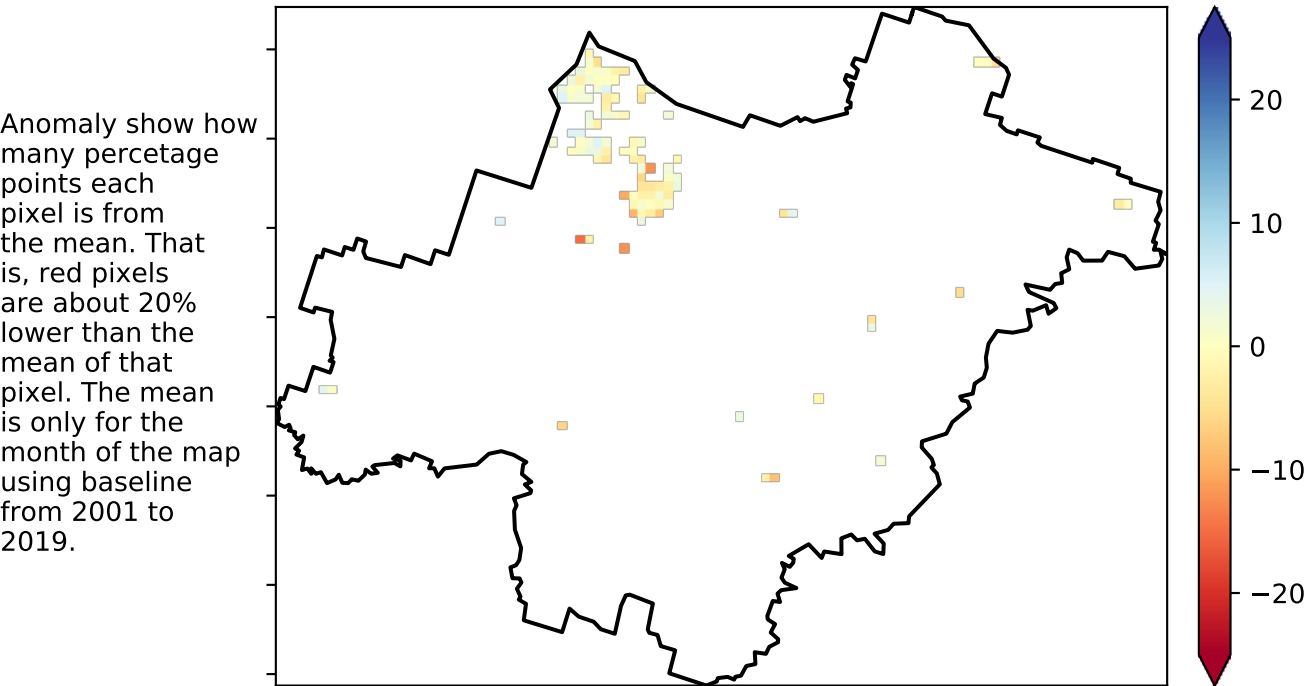 Anomaly show how
many percetage
points each
pixel is from
the mean. That
is, red pixels
are about 20%
lower than the
mean of that
pixel. The mean
is only for the
month of the map
using baseline
from 2001 to
2019.
20
10
0
−10
−20